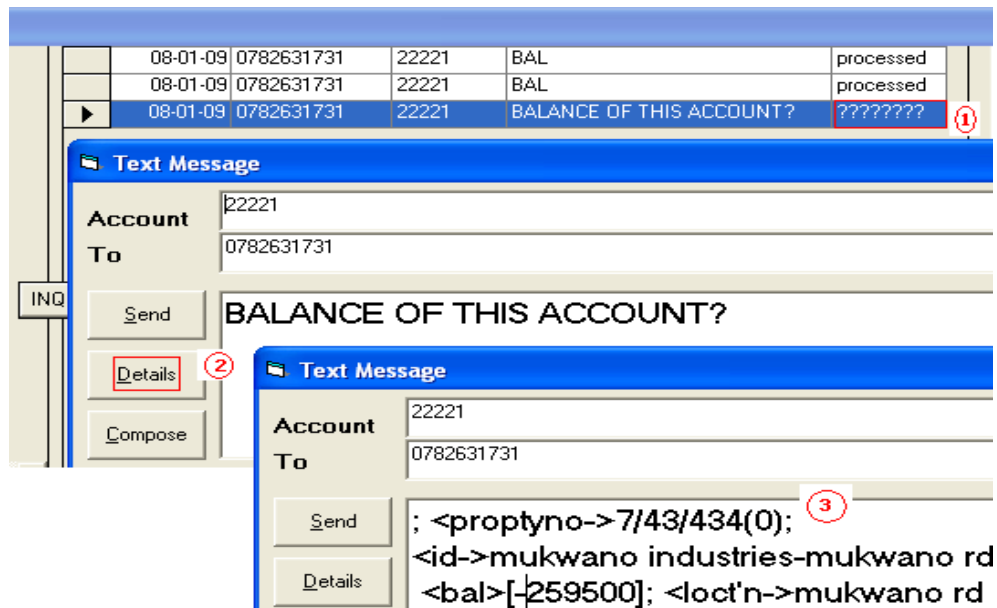 08-01-09 0782631731 22221 BAL processed
08-01-09 0782631731 22221 BAL processed
08-01-09 0782631731 22221 BALANCE OF THIS ACCOUNT? ????????
1
Text Message
Account 22221
To 0782631731
INQ
Send BALANCE OF THIS ACCOUNT?
Details 2
Compose
Text Message
Account 22221
To 0782631731
3
Send ; <proptyno->7/43/434(0);
<id->mukwano industries-mukwano rd
Details <bal>[-259500]; <loct'n->mukwano rd